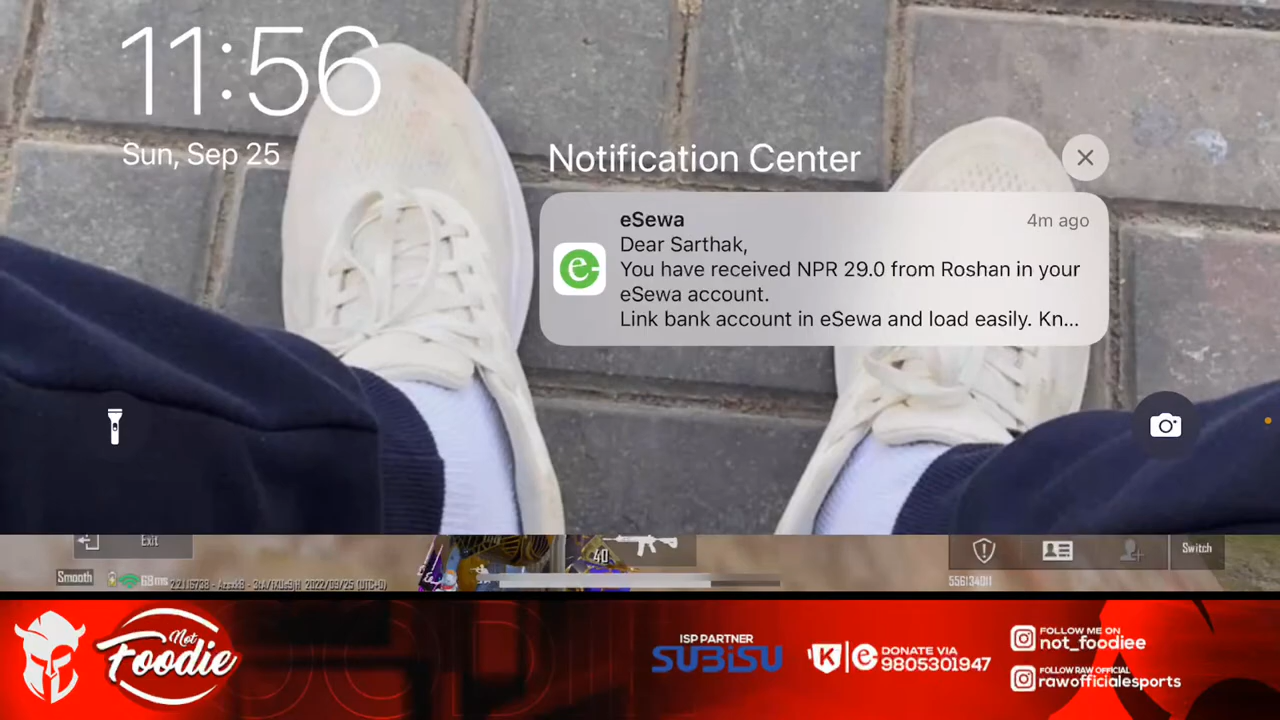 11:56
Sun, Sep 25
Notification Center
eSewa
4m ago
Dear Sarthak,
You have received NPR 29.0 from Roshan in your
eSewa account.
Link bank account in eSewa and load easily. Kn...
Exit
40
Switch
Smooth
68ms
556134011
Not
Foodie
ISP PARTNER
SUBISU
K
e
DONATE VIA
9805301947
FOLLOW ME ON
not_foodiee
FOLLOW RAW OFFICIAL
rawofficialesports